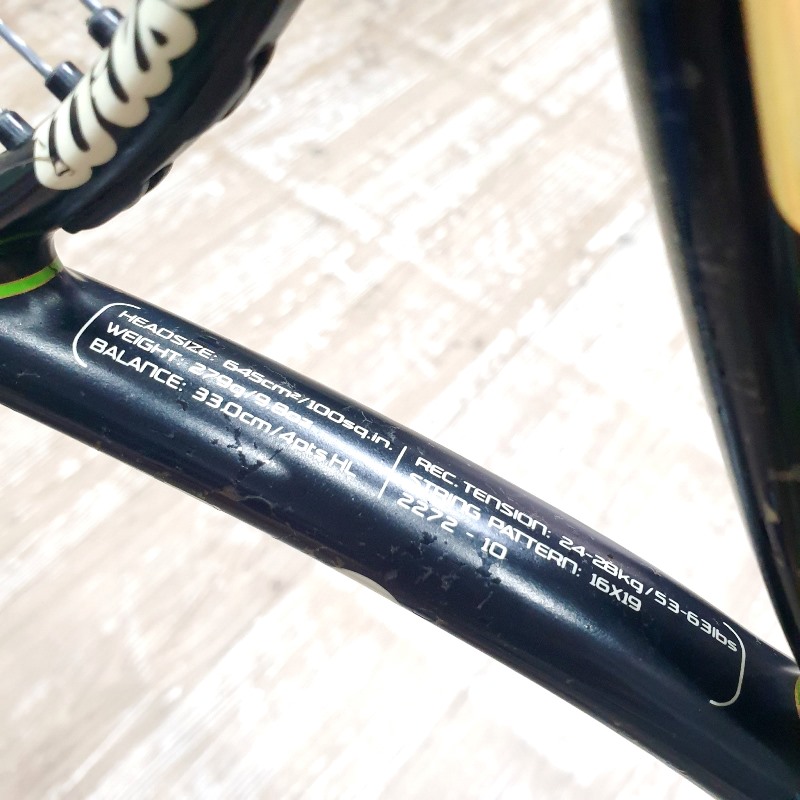 HEADSIZE: 645cm²/100sq.in.
WEIGHT: 279g/9.8oz
BALANCE: 33.0cm/4pts.HL
REC. TENSION: 24-28kg/53-63lbs
STRING PATTERN: 16X19
2272 - 10